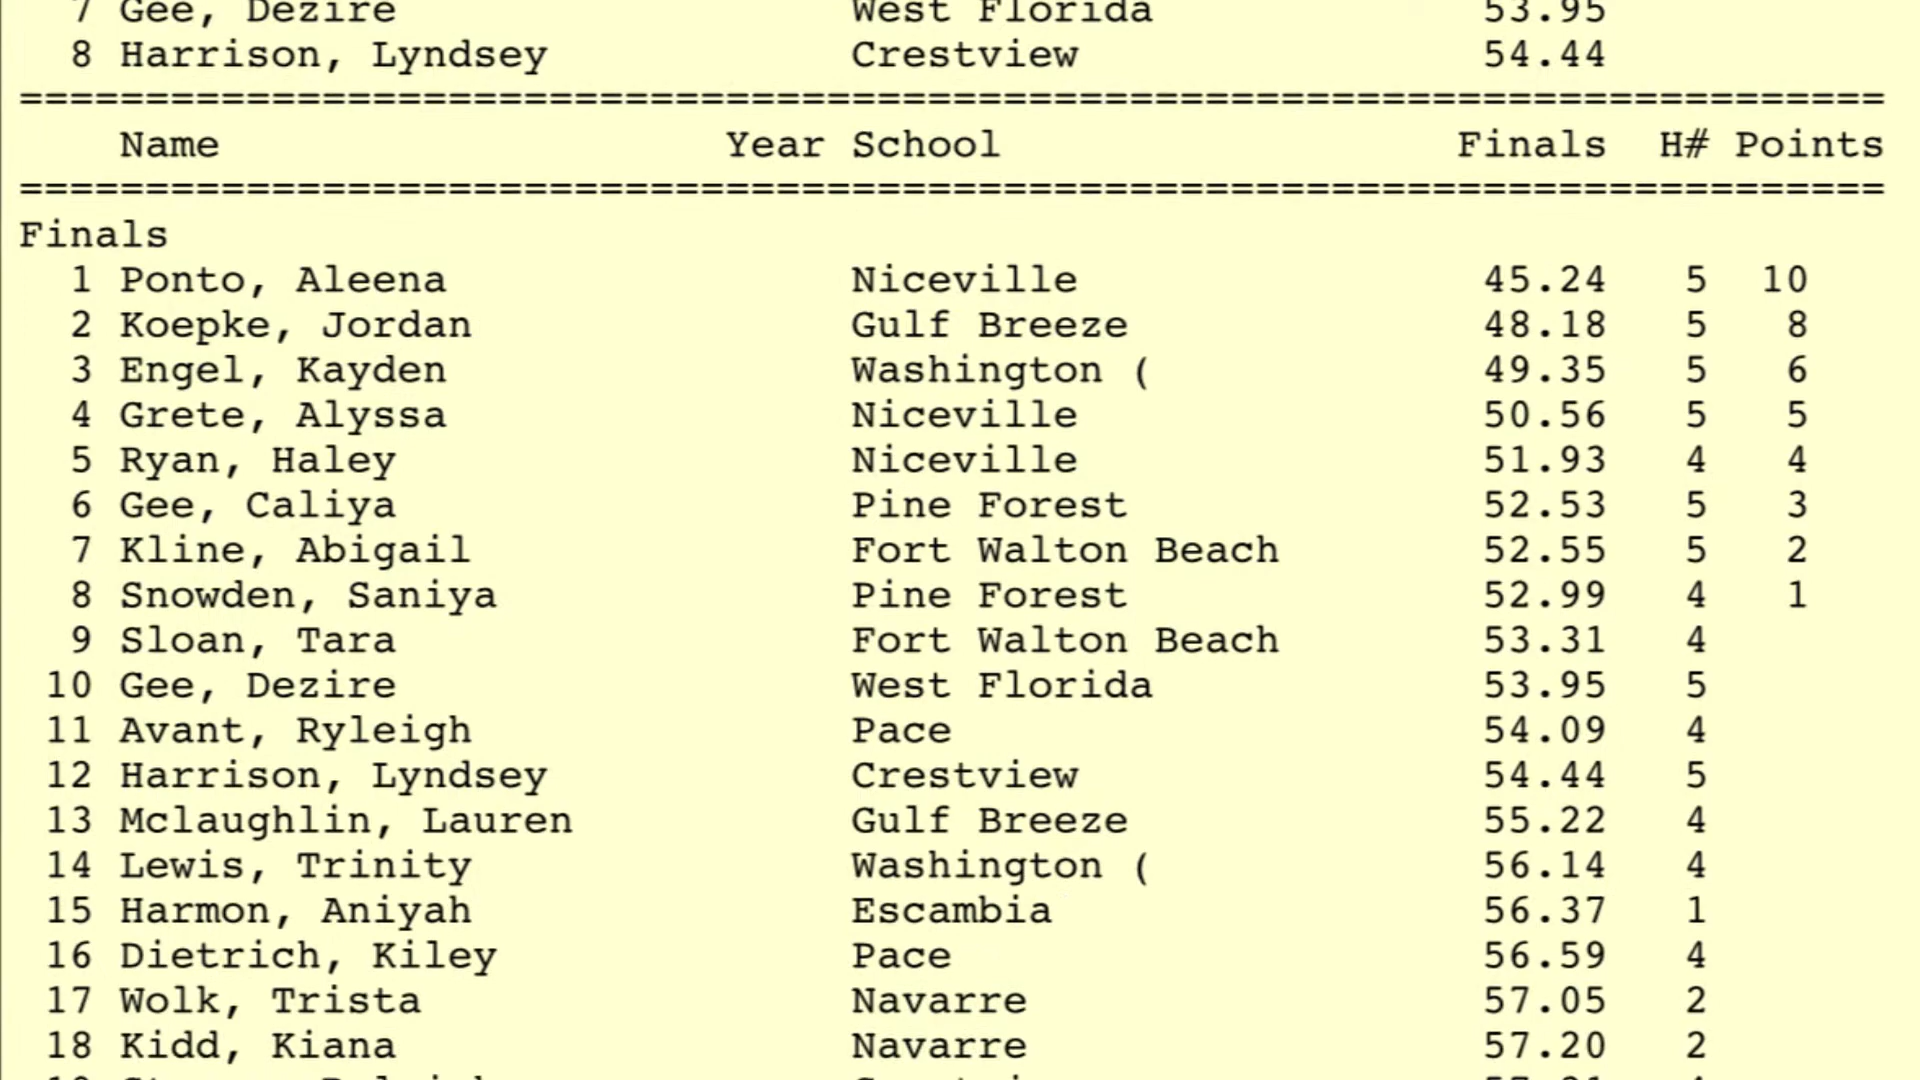 7 Gee, Dezire West Florida 53.95
8 Harrison, Lyndsey Crestview 54.44
==========================================================================
Name Year School Finals H# Points
==========================================================================
Finals
1 Ponto, Aleena Niceville 45.24 5 10
2 Koepke, Jordan Gulf Breeze 48.18 5 8
3 Engel, Kayden Washington ( 49.35 5 6
4 Grete, Alyssa Niceville 50.56 5 5
5 Ryan, Haley Niceville 51.93 4 4
6 Gee, Caliya Pine Forest 52.53 5 3
7 Kline, Abigail Fort Walton Beach 52.55 5 2
8 Snowden, Saniya Pine Forest 52.99 4 1
9 Sloan, Tara Fort Walton Beach 53.31 4
10 Gee, Dezire West Florida 53.95 5
11 Avant, Ryleigh Pace 54.09 4
12 Harrison, Lyndsey Crestview 54.44 5
13 Mclaughlin, Lauren Gulf Breeze 55.22 4
14 Lewis, Trinity Washington ( 56.14 4
15 Harmon, Aniyah Escambia 56.37 1
16 Dietrich, Kiley Pace 56.59 4
17 Wolk, Trista Navarre 57.05 2
18 Kidd, Kiana Navarre 57.20 2